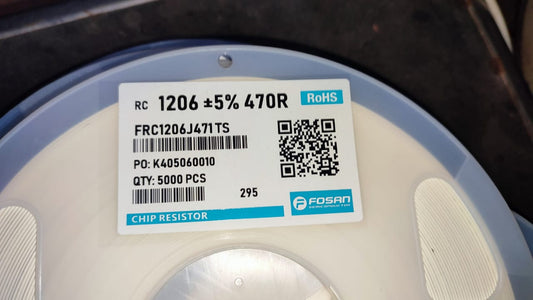 RC 1206 ±5% 470R RoHS
FRC1206J471TS
PO: K405060010
QTY: 5000 PCS
295
FOSAN
CHIP RESISTOR